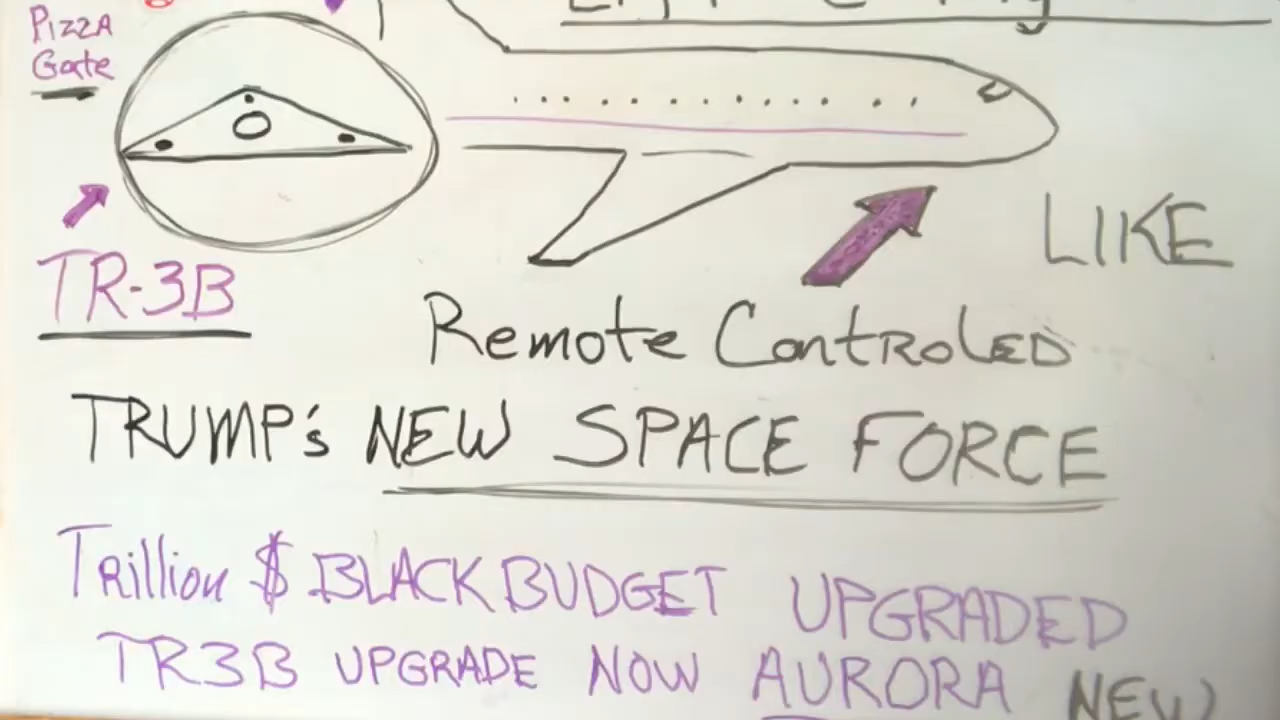 PIZZA
Gate
LIKE
TR-3B
Remote CONTROLED
TRUMP's NEW SPACE FORCE
Trillion $ BLACK BUDGET UPGRADED
TR3B UPGRADE NOW AURORA NEW